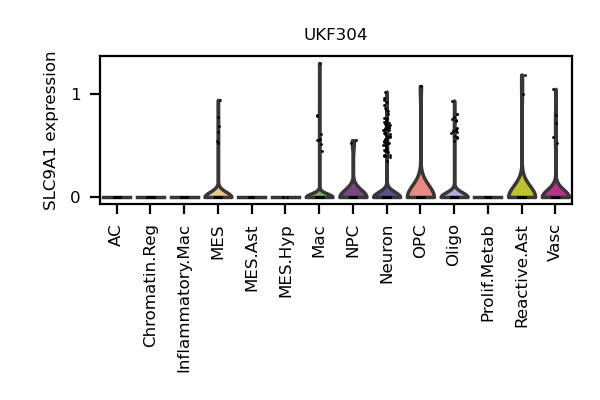 UKF304
SLC9A1 expression
1
0
AC
Chromatin.Reg
Inflammatory.Mac
MES
MES.Ast
MES.Hyp
Mac
NPC
Neuron
OPC
Oligo
Prolif.Metab
Reactive.Ast
Vasc